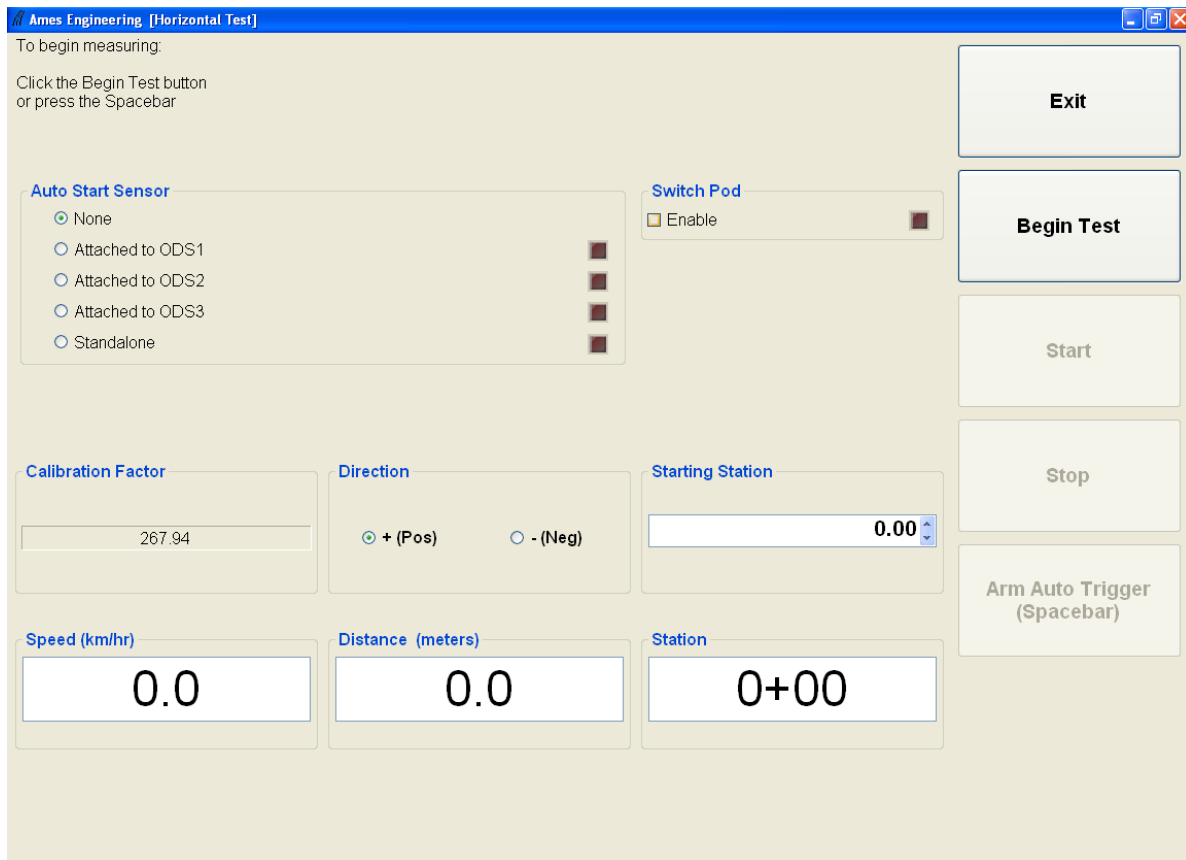 Ames Engineering [Horizontal Test]
To begin measuring:
Click the Begin Test button
or press the Spacebar
Exit
Auto Start Sensor
None
Attached to ODS1
Attached to ODS2
Attached to ODS3
Standalone
Switch Pod
Enable
Begin Test
Start
Calibration Factor
267.94
Direction
+ (Pos)
- (Neg)
Starting Station
0.00
Stop
Arm Auto Trigger
(Spacebar)
Speed (km/hr)
0.0
Distance (meters)
0.0
Station
0+00